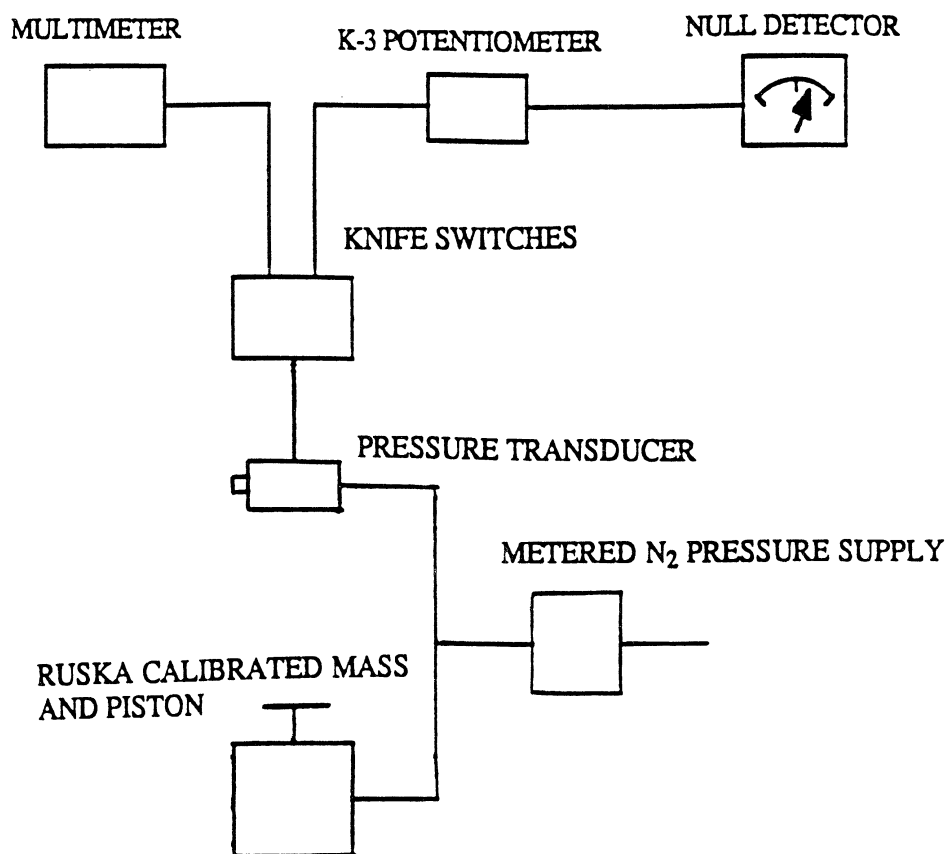 MULTIMETER
K-3 POTENTIOMETER
NULL DETECTOR
KNIFE SWITCHES
PRESSURE TRANSDUCER
METERED N₂ PRESSURE SUPPLY
RUSKA CALIBRATED MASS
AND PISTON